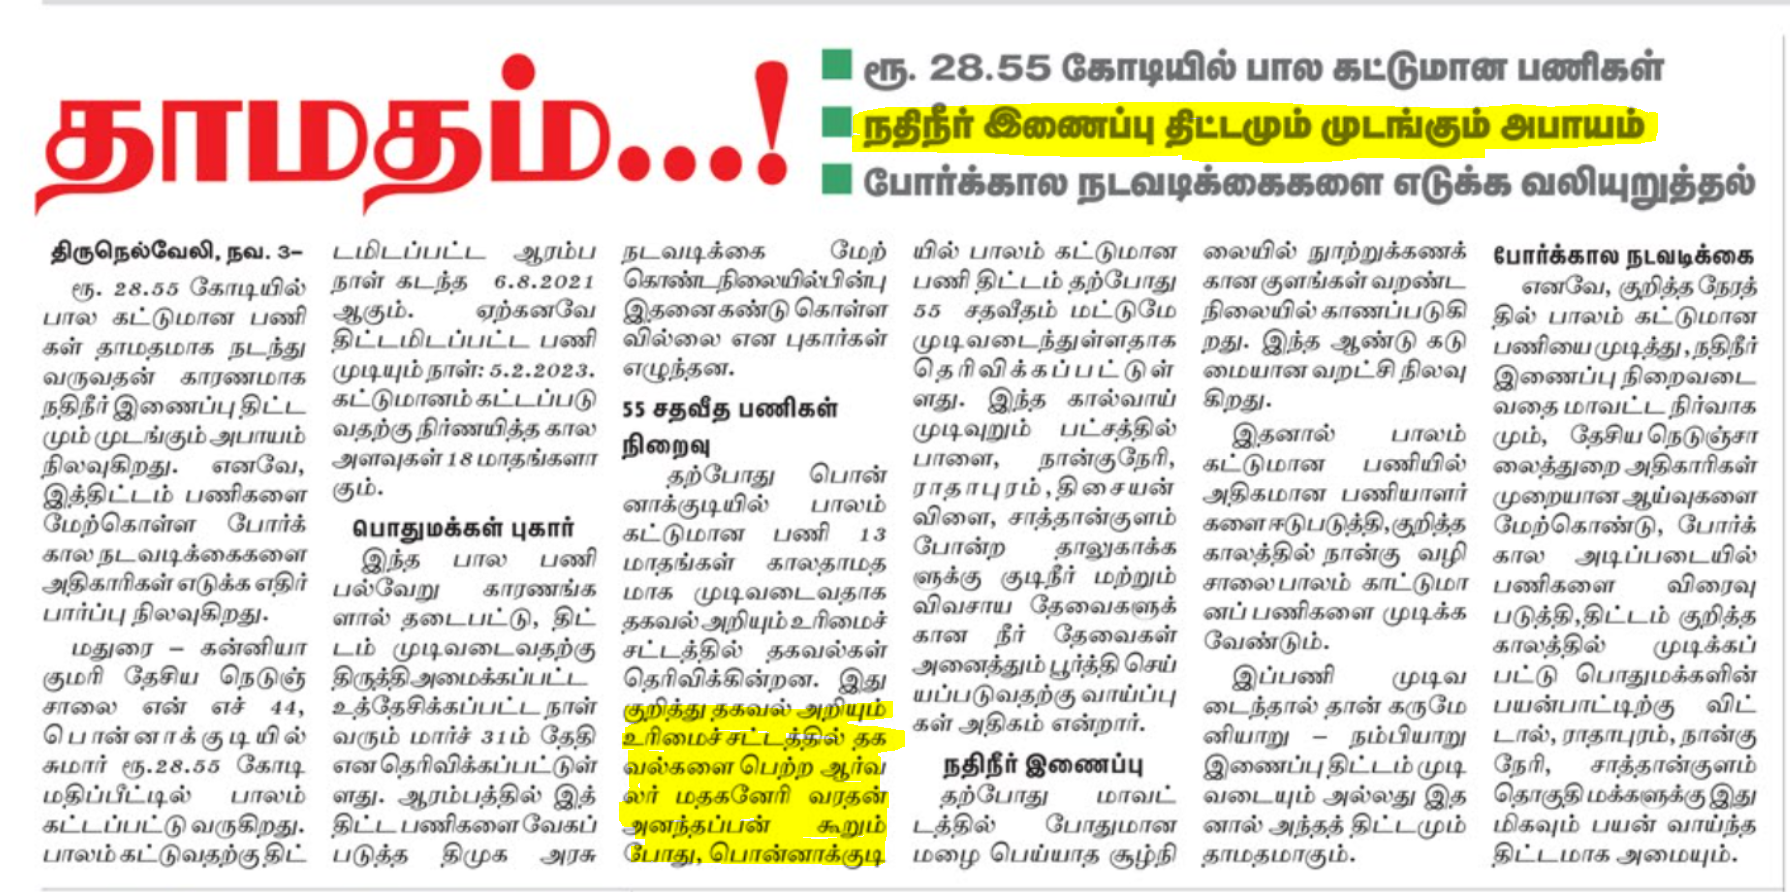 தாமதம்...!
ரூ. 28.55 கோடியில் பால கட்டுமான பணிகள்
நதிநீர் இணைப்பு திட்டமும் முடங்கும் அபாயம்
போர்க்கால நடவடிக்கைகளை எடுக்க வலியுறுத்தல்
திருநெல்வேலி, நவ. 3–
ரூ. 28.55 கோடியில்
பால கட்டுமான பணி
கள் தாமதமாக நடந்து
வருவதன் காரணமாக
நதிநீர் இணைப்பு திட்ட
மும் முடங்கும் அபாயம்
நிலவுகிறது. எனவே,
இத்திட்டம் பணிகளை
மேற்கொள்ள போர்க்
கால நடவடிக்கைகளை
அதிகாரிகள் எடுக்க எதிர்
பார்ப்பு நிலவுகிறது.
மதுரை – கன்னியா
குமரி தேசிய நெடுஞ்
சாலை என் எச் 44,
பொன்னாக்குடியில்
சுமார் ரூ.28.55 கோடி
மதிப்பீட்டில் பாலம்
கட்டப்பட்டு வருகிறது.
பாலம் கட்டுவதற்கு திட்
டமிடப்பட்ட ஆரம்ப
நாள் கடந்த 6.8.2021
ஆகும். ஏற்கனவே
திட்டமிடப்பட்ட பணி
முடியும் நாள்: 5.2.2023.
கட்டுமானம் கட்டப்படு
வதற்கு நிர்ணயித்த கால
அளவுகள் 18 மாதங்களா
கும்.
பொதுமக்கள் புகார்
இந்த பால பணி
பல்வேறு காரணங்க
ளால் தடைபட்டு, திட்
டம் முடிவடைவதற்கு
திருத்தி அமைக்கப்பட்ட
உத்தேசிக்கப்பட்ட நாள்
வரும் மார்ச் 31ம் தேதி
என தெரிவிக்கப்பட்டுள்
ளது. ஆரம்பத்தில் இத்
திட்ட பணிகளை வேகப்
படுத்த திமுக அரசு
நடவடிக்கை மேற்
கொண்டநிலையில்பின்பு
இதனை கண்டு கொள்ள
வில்லை என புகார்கள்
எழுந்தன.
55 சதவீத பணிகள்
நிறைவு
தற்போது பொன்
னாக்குடியில் பாலம்
கட்டுமான பணி 13
மாதங்கள் காலதாமத
மாக முடிவடைவதாக
தகவல் அறியும் உரிமைச்
சட்டத்தில் தகவல்கள்
தெரிவிக்கின்றன. இது
குறித்து தகவல் அறியும்
உரிமைச் சட்டத்தில் தக
வல்களை பெற்ற ஆர்வ
லர் மதகனேரி வரதன்
அனந்தப்பன் கூறும்
போது, பொன்னாக்குடி
யில் பாலம் கட்டுமான
பணி திட்டம் தற்போது
55 சதவீதம் மட்டுமே
முடிவடைந்துள்ளதாக
தெரிவிக்கப்பட்டுள்
ளது. இந்த கால்வாய்
முடிவுறும் பட்சத்தில்
பாளை, நான்குநேரி,
ராதாபுரம், திசையன்
விளை, சாத்தான்குளம்
போன்ற தாலுகாக்க
ளுக்கு குடிநீர் மற்றும்
விவசாய தேவைகளுக்
கான நீர் தேவைகள்
அனைத்தும் பூர்த்தி செய்
யப்படுவதற்கு வாய்ப்பு
கள் அதிகம் என்றார்.
நதிநீர் இணைப்பு
தற்போது மாவட்
டத்தில் போதுமான
மழை பெய்யாத சூழ்நி
லையில் நூற்றுக்கணக்
கான குளங்கள் வறண்ட
நிலையில் காணப்படுகி
றது. இந்த ஆண்டு கடு
மையான வறட்சி நிலவு
கிறது.
இதனால் பாலம்
கட்டுமான பணியில்
அதிகமான பணியாளர்
களை ஈடுபடுத்தி, குறித்த
காலத்தில் நான்கு வழி
சாலை பாலம் காட்டுமா
னப் பணிகளை முடிக்க
வேண்டும்.
இப்பணி முடிவ
டைந்தால் தான் கருமே
னியாறு – நம்பியாறு
இணைப்பு திட்டம் முடி
வடையும் அல்லது இத
னால் அந்தத் திட்டமும்
தாமதமாகும்.
போர்க்கால நடவடிக்கை
எனவே, குறித்த நேரத்
தில் பாலம் கட்டுமான
பணியை முடித்து, நதிநீர்
இணைப்பு நிறைவடை
வதை மாவட்ட நிர்வாக
மும், தேசிய நெடுஞ்சா
லைத்துறை அதிகாரிகள்
முறையான ஆய்வுகளை
மேற்கொண்டு, போர்க்
கால அடிப்படையில்
பணிகளை விரைவு
படுத்தி, திட்டம் குறித்த
காலத்தில் முடிக்கப்
பட்டு பொதுமக்களின்
பயன்பாட்டிற்கு விட்
டால், ராதாபுரம், நான்கு
நேரி, சாத்தான்குளம்
தொகுதி மக்களுக்கு இது
மிகவும் பயன் வாய்ந்த
திட்டமாக அமையும்.